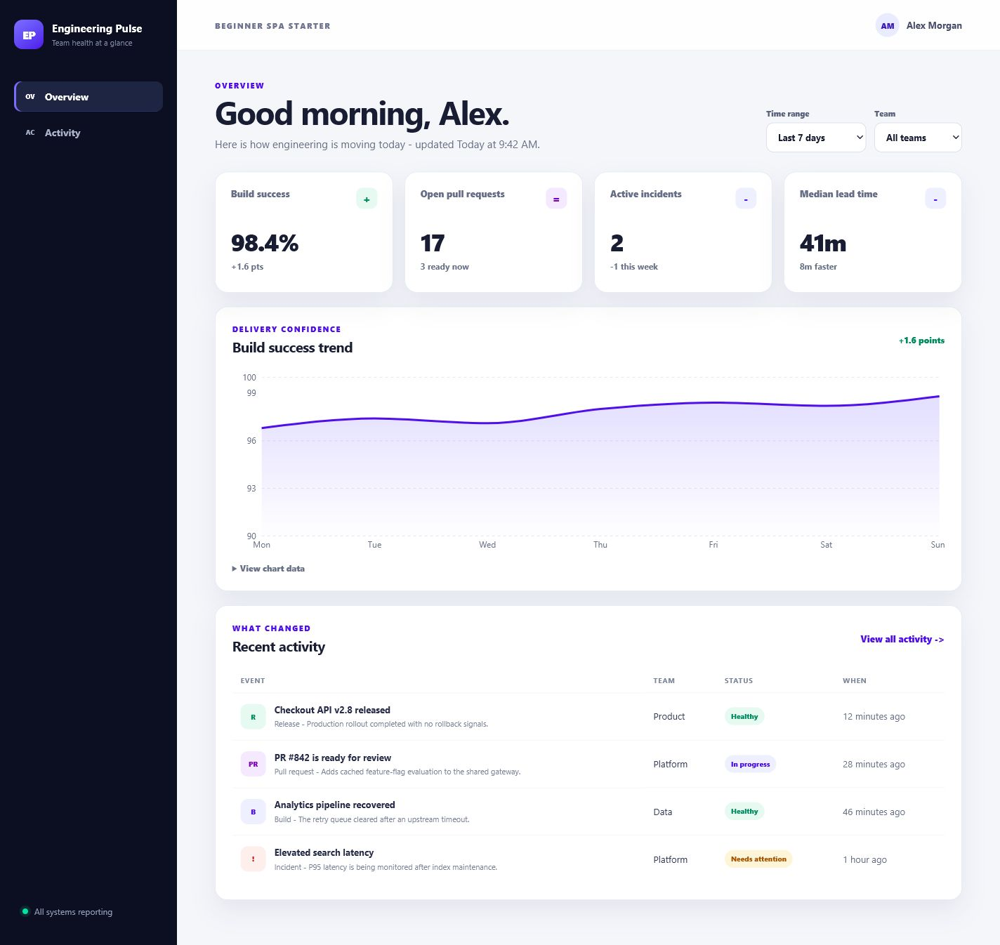 EP
Engineering Pulse
Team health at a glance
OV Overview
AC Activity
All systems reporting
BEGINNER SPA STARTER
AM Alex Morgan
OVERVIEW
Good morning, Alex.
Here is how engineering is moving today - updated Today at 9:42 AM.
Time range
Last 7 days
Team
All teams
Build success
+
98.4%
+1.6 pts
Open pull requests
=
17
3 ready now
Active incidents
-
2
-1 this week
Median lead time
-
41m
8m faster
DELIVERY CONFIDENCE
Build success trend
+1.6 points
100
99
96
93
90
Mon Tue Wed Thu Fri Sat Sun
View chart data
WHAT CHANGED
Recent activity
View all activity ->
EVENT TEAM STATUS WHEN
R
Checkout API v2.8 released
Release - Production rollout completed with no rollback signals.
Product
Healthy
12 minutes ago
PR
PR #842 is ready for review
Pull request - Adds cached feature-flag evaluation to the shared gateway.
Platform
In progress
28 minutes ago
B
Analytics pipeline recovered
Build - The retry queue cleared after an upstream timeout.
Data
Healthy
46 minutes ago
!
Elevated search latency
Incident - P95 latency is being monitored after index maintenance.
Platform
Needs attention
1 hour ago